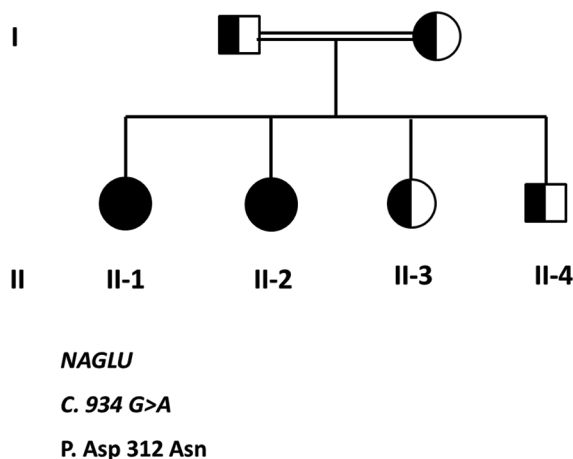 I
II II-1 II-2 II-3 II-4
NAGLU
C. 934 G>A
P. Asp 312 Asn